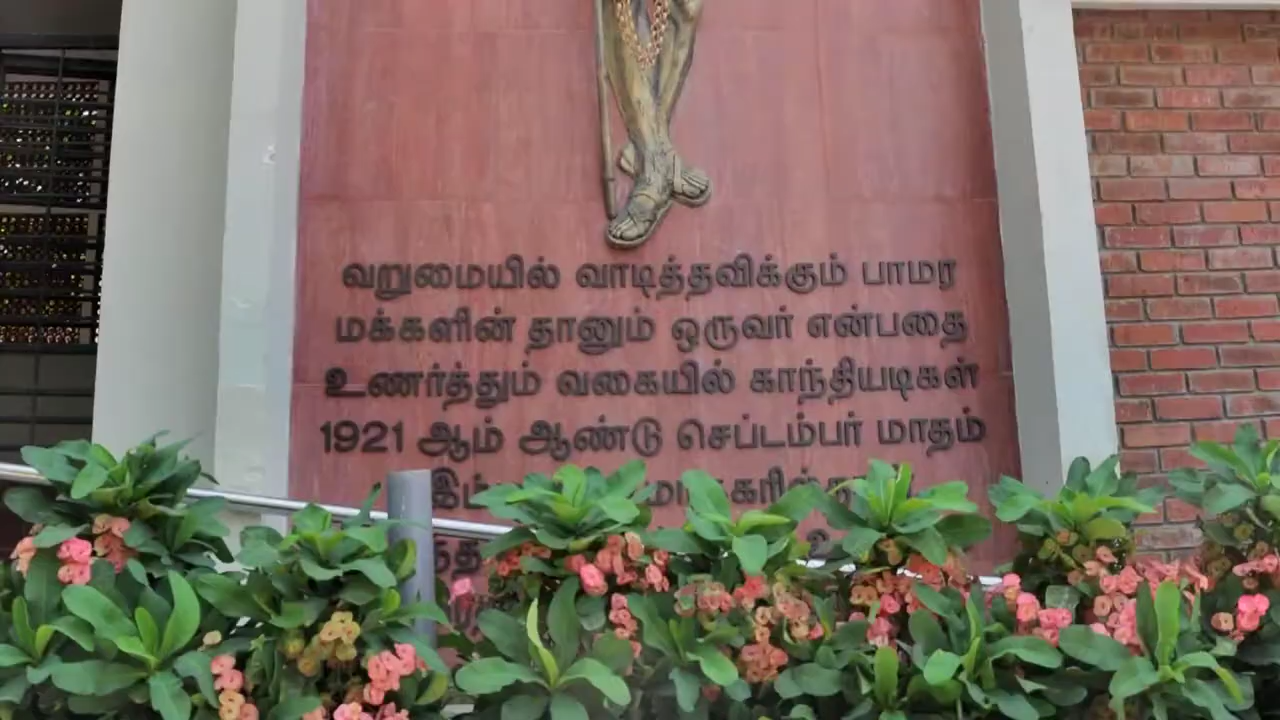 வறுமையில் வாடித்தவிக்கும் பாமர
மக்களின் தானும் ஒருவர் என்பதை
உணர்த்தும் வகையில் காந்தியடிகள்
1921 ஆம் ஆண்டு செப்டம்பர் மாதம்